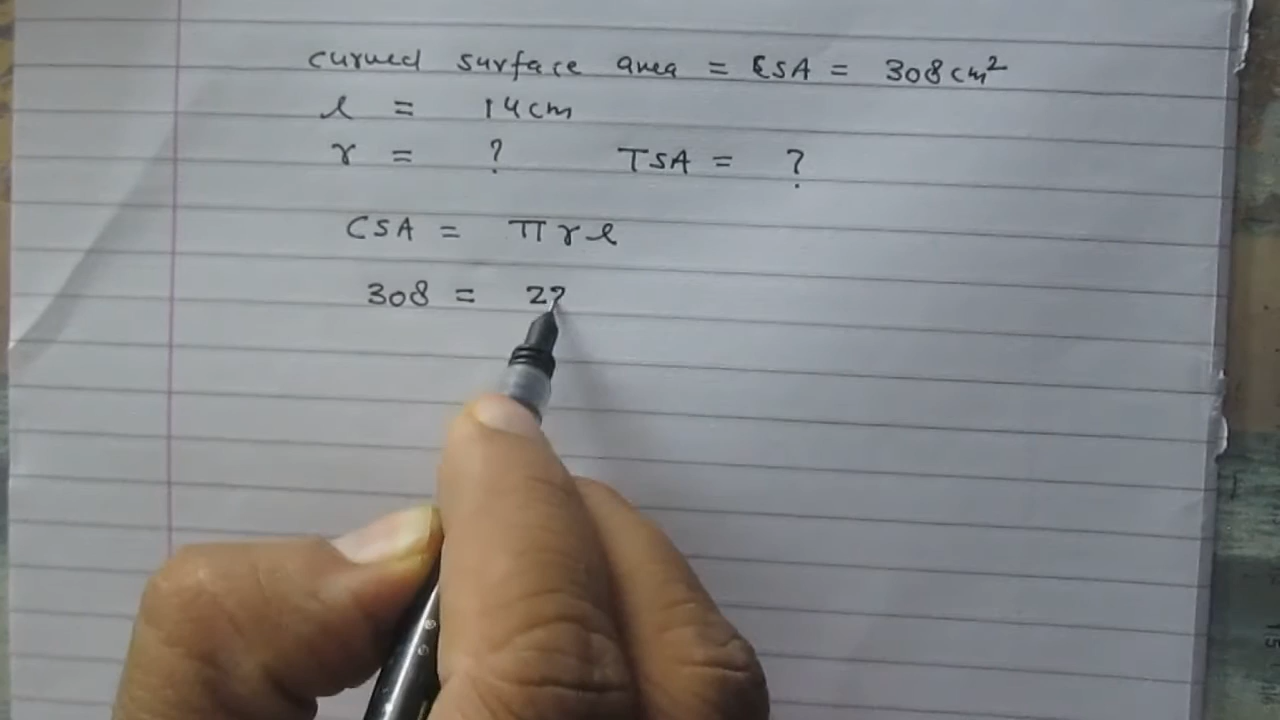 curved surface area = CSA = 308 cm²
l = 14 cm
r = ? TSA = ?
CSA = πrl
308 = 22